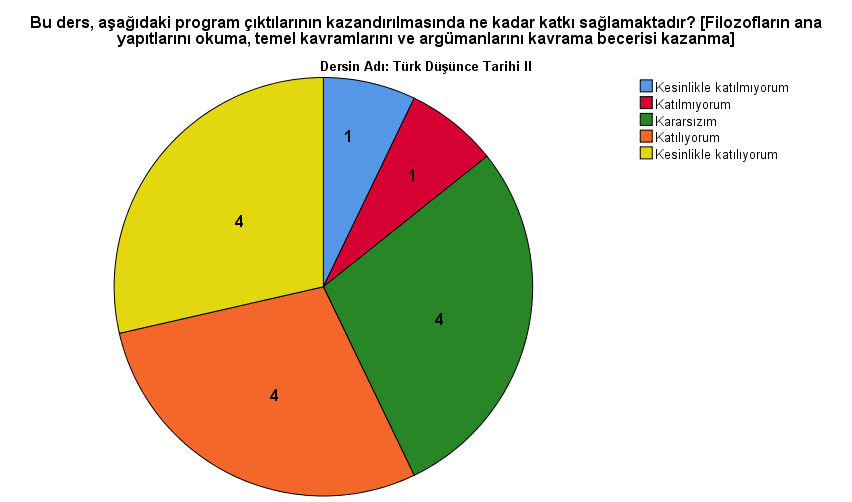 Bu ders, aşağıdaki program çıktılarının kazandırılmasında ne kadar katkı sağlamaktadır? [Filozofların ana
yapıtlarını okuma, temel kavramlarını ve argümanlarını kavrama becerisi kazanma]
Dersin Adı: Türk Düşünce Tarihi II
Kesinlikle katılmıyorum
Katılmıyorum
Kararsızım
Katılıyorum
Kesinlikle katılıyorum
1
1
4
4
4